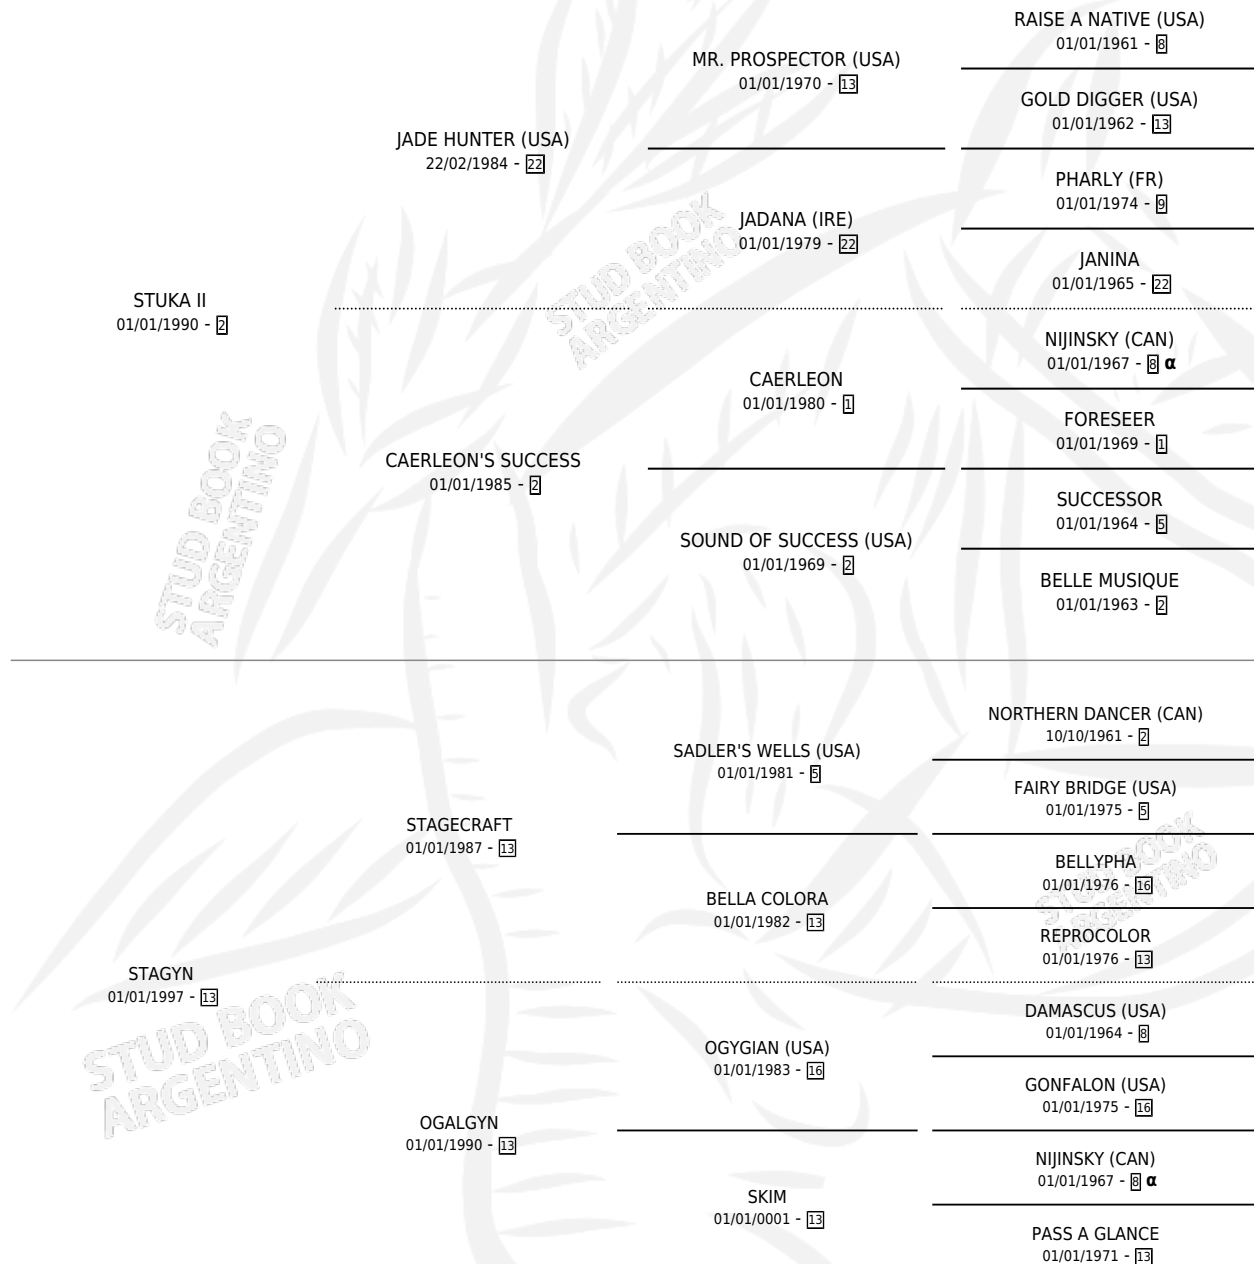 RAISE A NATIVE (USA)
01/01/1961 - 8
MR. PROSPECTOR (USA)
01/01/1970 - 13
GOLD DIGGER (USA)
01/01/1962 - 13
JADE HUNTER (USA)
22/02/1984 - 22
PHARLY (FR)
01/01/1974 - 9
JADANA (IRE)
01/01/1979 - 22
JANINA
01/01/1965 - 22
STUD BOOK
ARGENTINO
STUKA II
01/01/1990 - 2
NIJINSKY (CAN)
01/01/1967 - 8 α
CAERLEON
01/01/1980 - 1
FORESEER
01/01/1969 - 1
CAERLEON'S SUCCESS
01/01/1985 - 2
SUCCESSOR
01/01/1964 - 5
SOUND OF SUCCESS (USA)
01/01/1969 - 2
BELLE MUSIQUE
01/01/1963 - 2
STUD BOOK
ARGENTINO
NORTHERN DANCER (CAN)
10/10/1961 - 2
SADLER'S WELLS (USA)
01/01/1981 - 5
FAIRY BRIDGE (USA)
01/01/1975 - 5
STAGECRAFT
01/01/1987 - 13
BELLYPHA
01/01/1976 - 16
BELLA COLORA
01/01/1982 - 13
REPROCOLOR
01/01/1976 - 13
STUD BOOK
ARGENTINO
STAGYN
01/01/1997 - 13
DAMASCUS (USA)
01/01/1964 - 8
OGYGIAN (USA)
01/01/1983 - 16
GONFALON (USA)
01/01/1975 - 16
STUD BOOK
ARGENTINO
OGALGYN
01/01/1990 - 13
NIJINSKY (CAN)
01/01/1967 - 8 α
SKIM
01/01/0001 - 13
PASS A GLANCE
01/01/1971 - 13